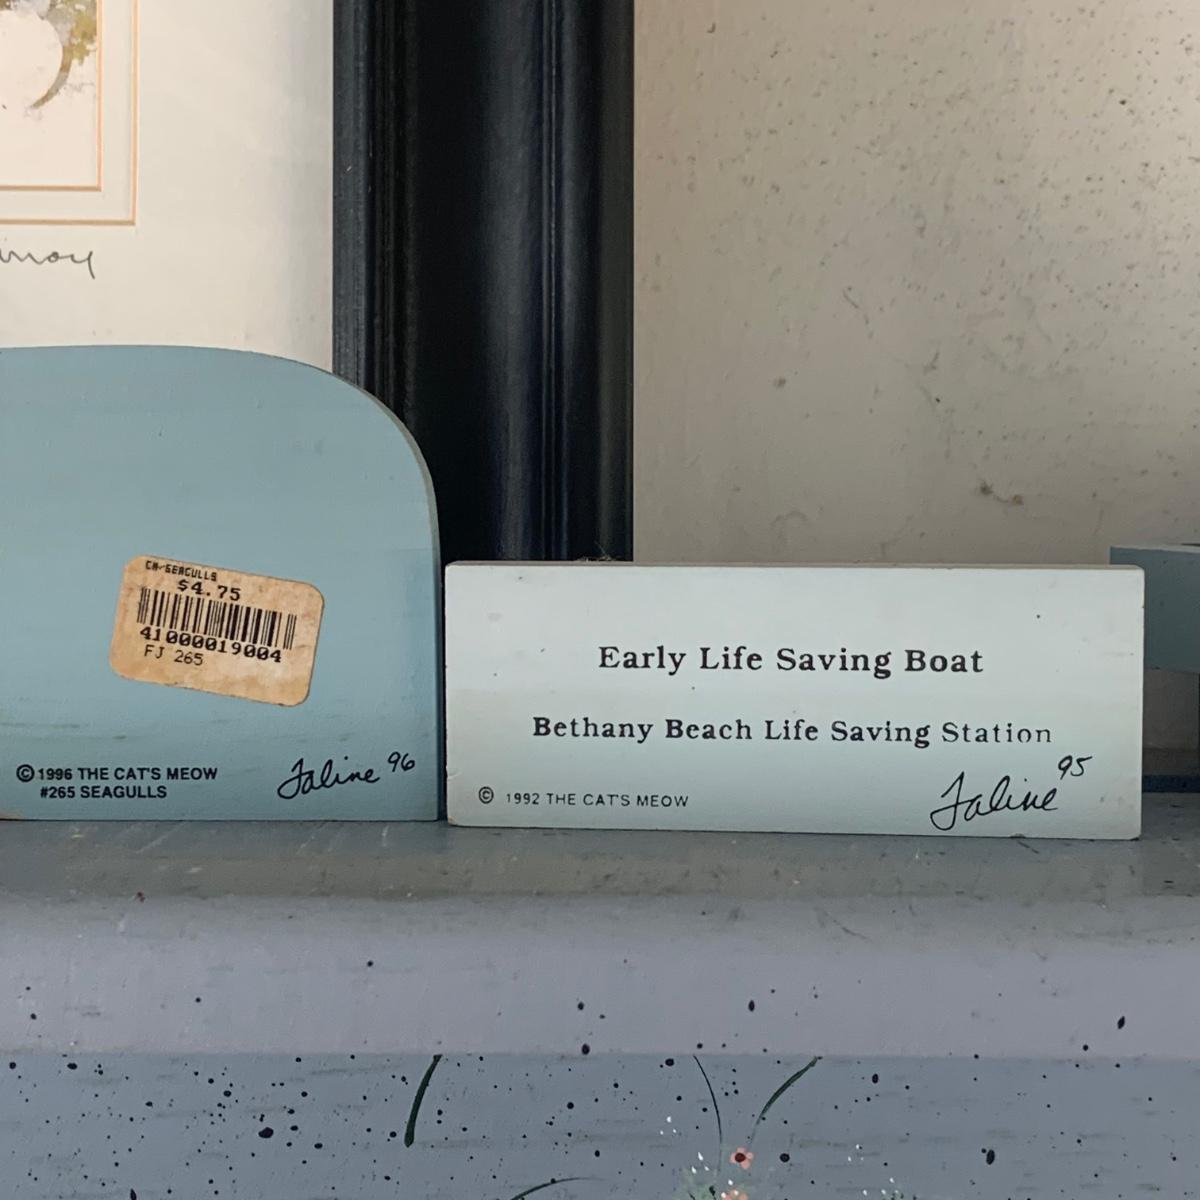 CM-SEAGULLS
$4.75
41000019004
FJ 265
© 1996 THE CAT'S MEOW
#265 SEAGULLS
Faline 96
Early Life Saving Boat
Bethany Beach Life Saving Station
© 1992 THE CAT'S MEOW
Faline 95